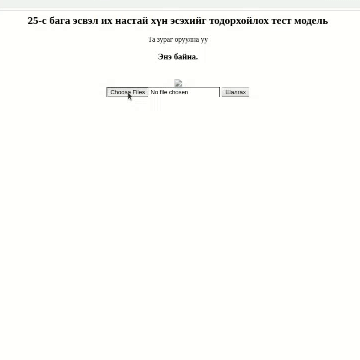 25-с бага эсвэл их настай хүн эсэхийг тодорхойлох тест модель
Та зураг оруулна уу
Энэ байна.
Choose Files No file chosen Шалгах